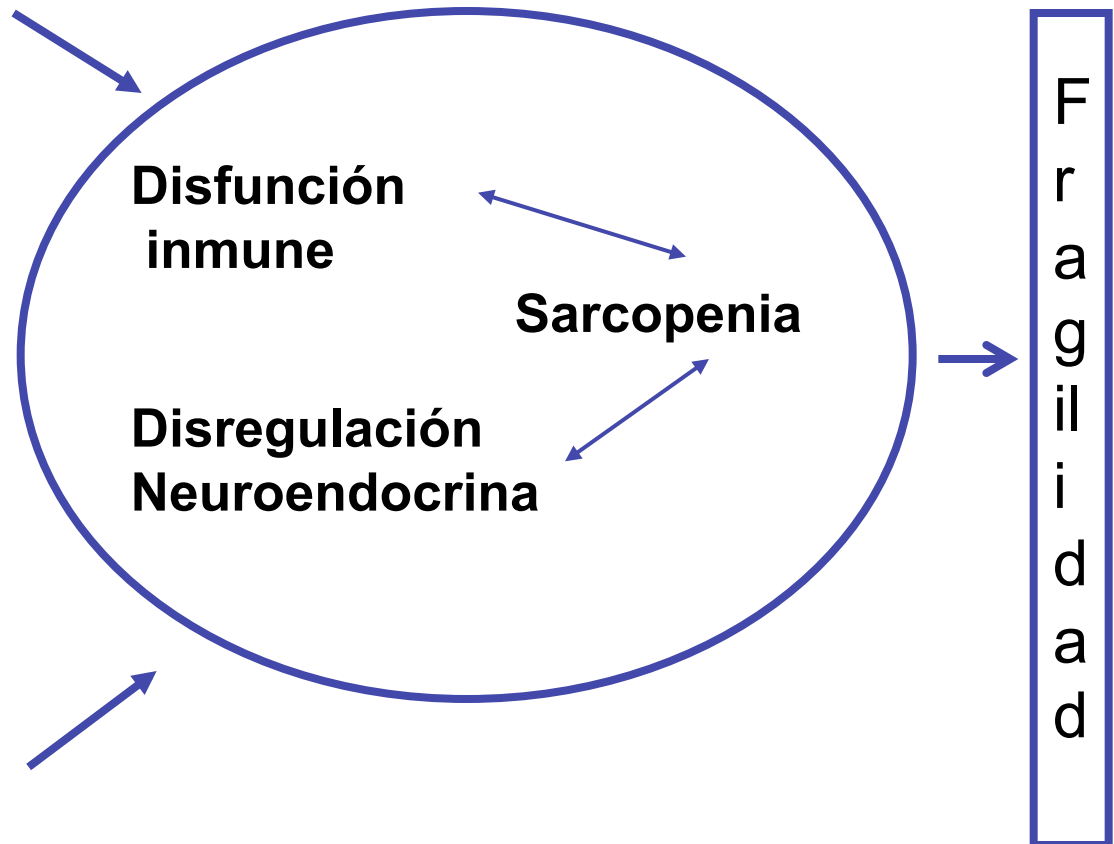 Disfunción
inmune
Sarcopenia
Disregulación
Neuroendocrina
F
r
a
g
il
i
d
a
d